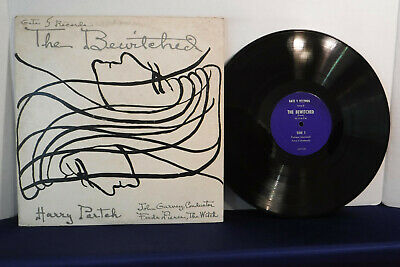 Gate 5 Records
The Bewitched
Harry Partch
John Garvey, Conductor
Freda Pierce, The Witch
GATE 5 RECORDS
THE BEWITCHED
SIDE 2